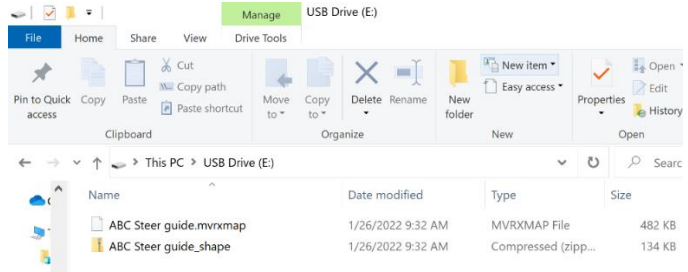 Manage USB Drive (E:)
File Home Share View Drive Tools
Cut
Copy path
Paste shortcut
Pin to Quick access
Copy
Paste
Clipboard
Move to
Copy to
Delete
Rename
Organize
New folder
New item
Easy access
New
Properties
Open
Edit
History
Open
This PC > USB Drive (E:)
Searc
Name Date modified Type Size
ABC Steer guide.mvrxmap 1/26/2022 9:32 AM MVRXMAP File 482 KB
ABC Steer guide_shape 1/26/2022 9:32 AM Compressed (zipp... 134 KB